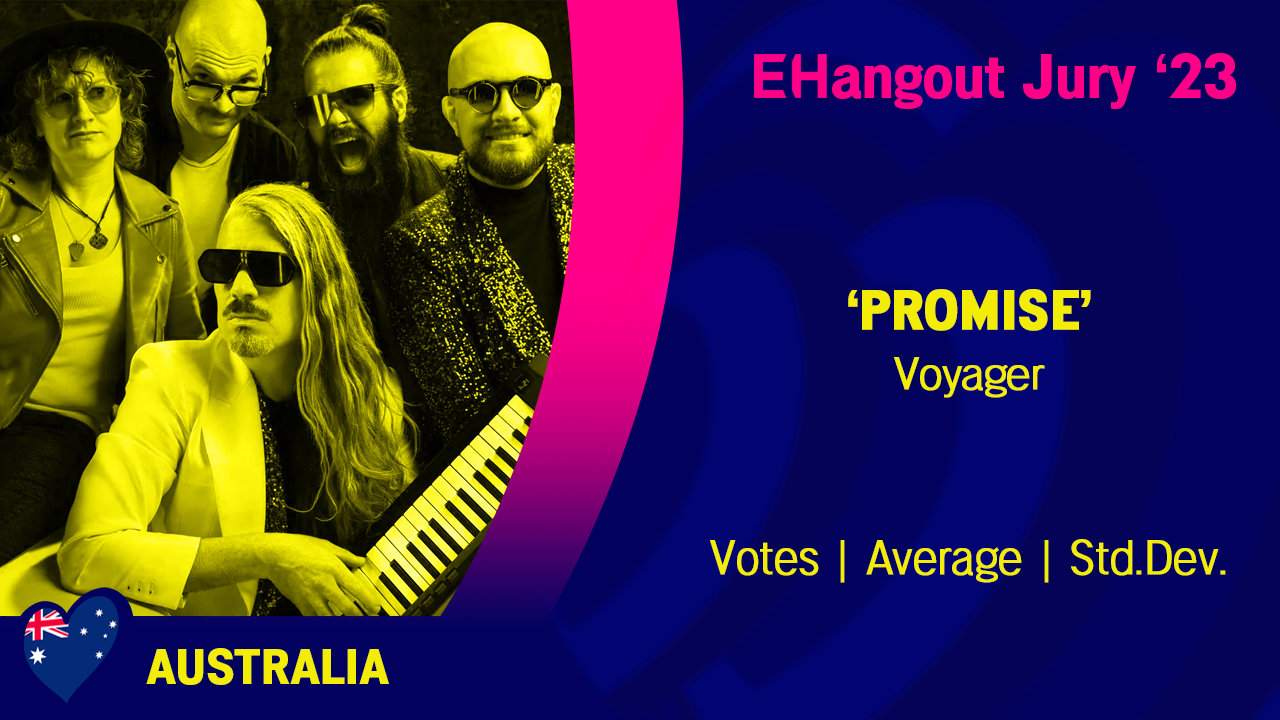 EHangout Jury ‘23
‘PROMISE’
Voyager
Votes | Average | Std.Dev.
AUSTRALIA